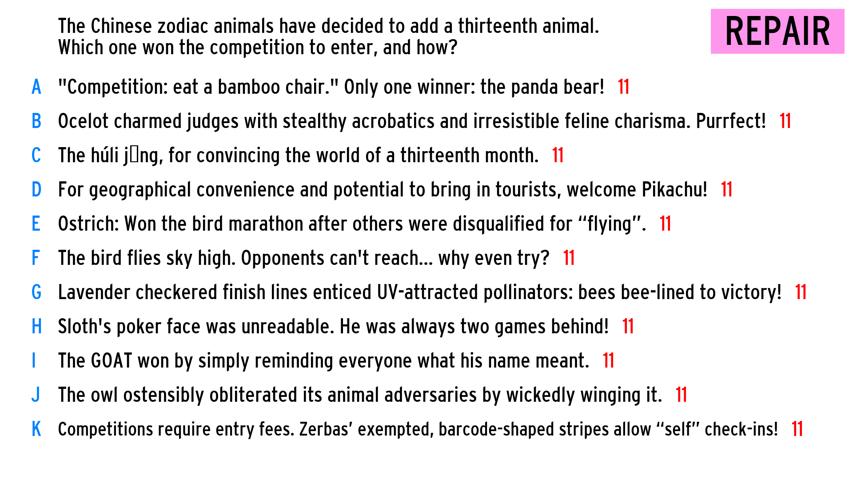 The Chinese zodiac animals have decided to add a thirteenth animal.
Which one won the competition to enter, and how?
REPAIR
A "Competition: eat a bamboo chair." Only one winner: the panda bear! 11
B Ocelot charmed judges with stealthy acrobatics and irresistible feline charisma. Purrfect! 11
C The húli j▯ng, for convincing the world of a thirteenth month. 11
D For geographical convenience and potential to bring in tourists, welcome Pikachu! 11
E Ostrich: Won the bird marathon after others were disqualified for “flying”. 11
F The bird flies sky high. Opponents can't reach... why even try? 11
G Lavender checkered finish lines enticed UV-attracted pollinators: bees bee-lined to victory! 11
H Sloth's poker face was unreadable. He was always two games behind! 11
I The GOAT won by simply reminding everyone what his name meant. 11
J The owl ostensibly obliterated its animal adversaries by wickedly winging it. 11
K Competitions require entry fees. Zerbas’ exempted, barcode-shaped stripes allow “self” check-ins! 11